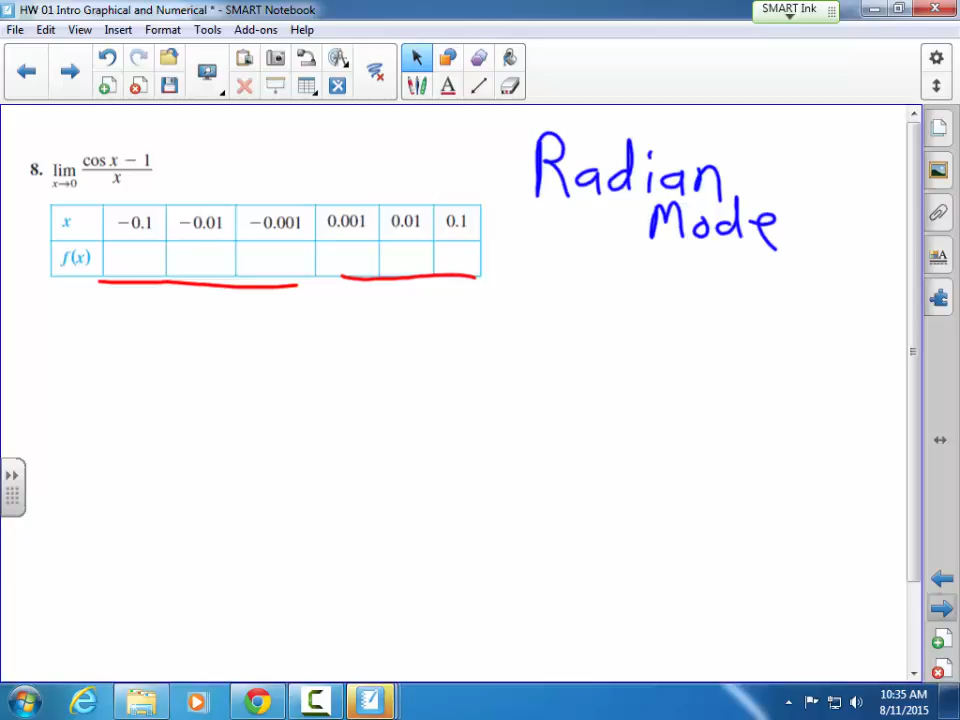 HW 01 Intro Graphical and Numerical * - SMART Notebook
SMART Ink
File Edit View Insert Format Tools Add-ons Help
8. lim x→0 cos x − 1 / x
x −0.1 −0.01 −0.001 0.001 0.01 0.1
f(x)
Radian
Mode
10:35 AM
8/11/2015